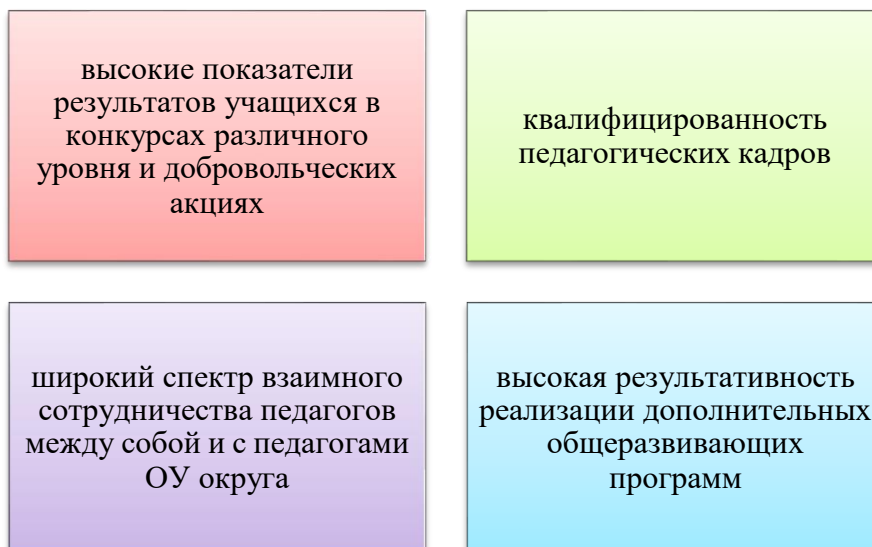 высокие показатели
результатов учащихся в
конкурсах различного
уровня и добровольческих
акциях
квалифицированность
педагогических кадров
широкий спектр взаимного
сотрудничества педагогов
между собой и с педагогами
ОУ округа
высокая результативность
реализации дополнительных
общеразвивающих
программ